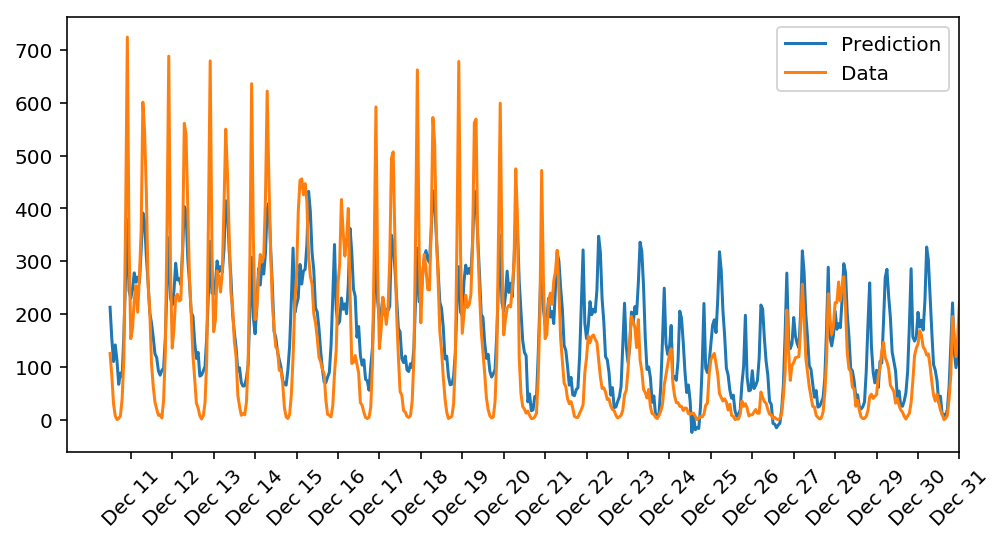 700
600
500
400
300
200
100
0
Prediction
Data
Dec 11
Dec 12
Dec 13
Dec 14
Dec 15
Dec 16
Dec 17
Dec 18
Dec 19
Dec 20
Dec 21
Dec 22
Dec 23
Dec 24
Dec 25
Dec 26
Dec 27
Dec 28
Dec 29
Dec 30
Dec 31